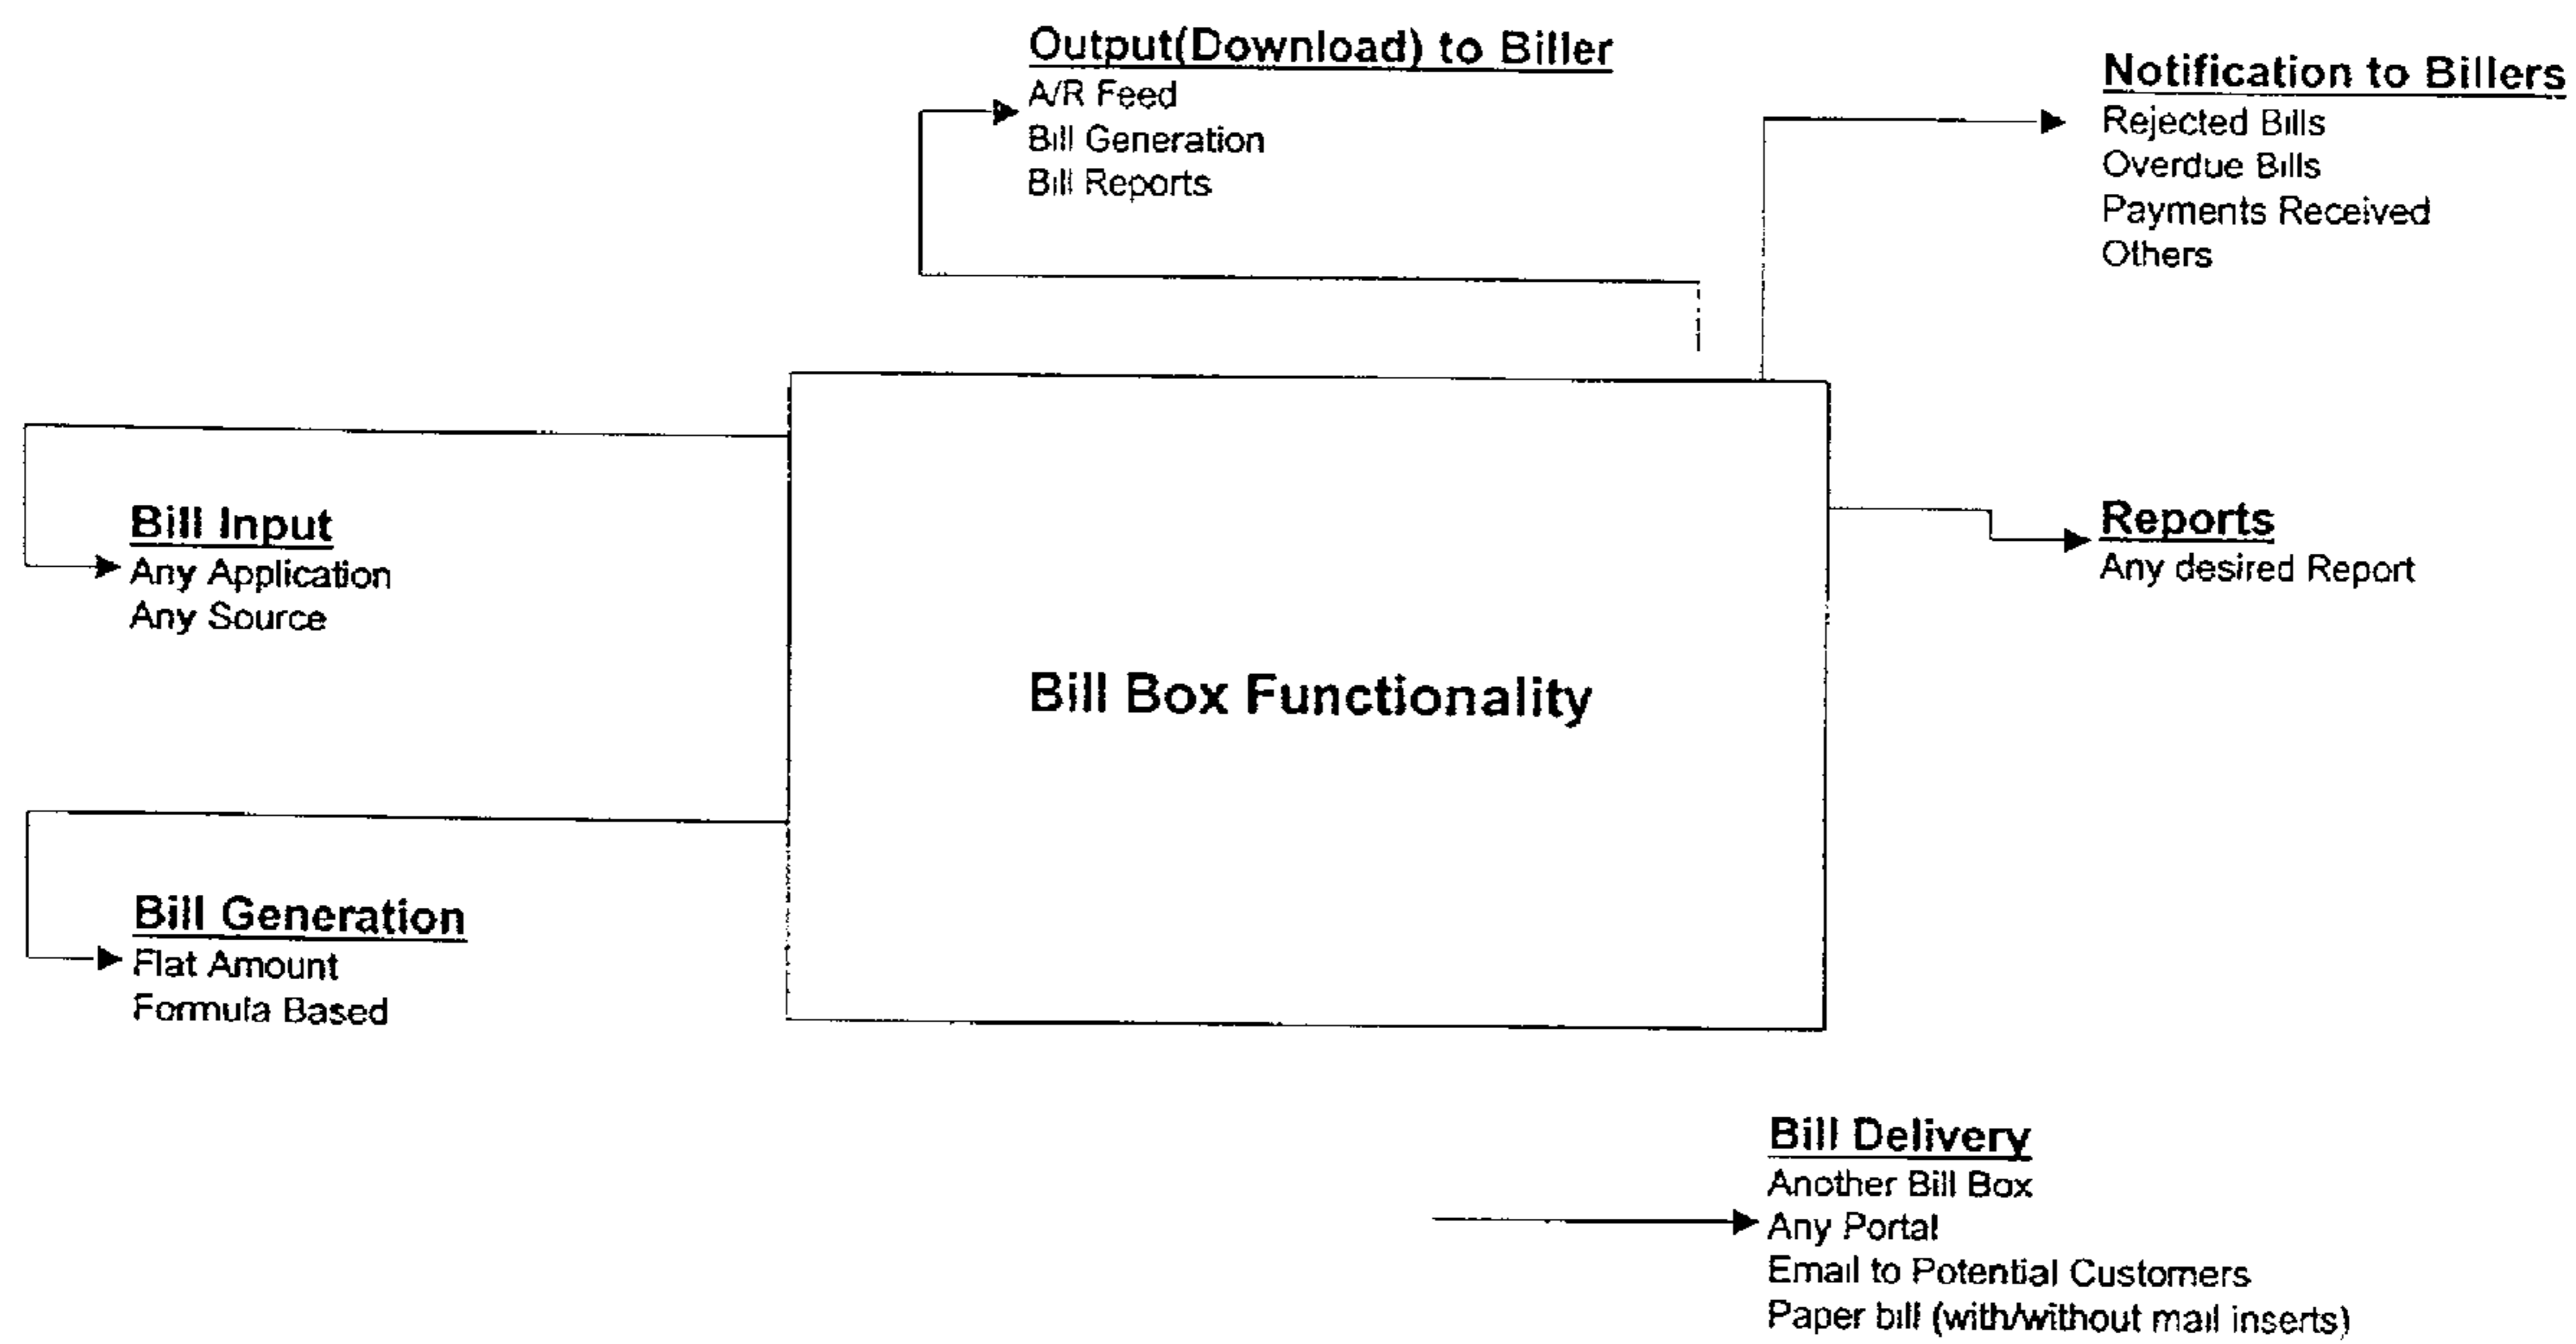 Output(Download) to Biller
A/R Feed
Bill Generation
Bill Reports
Notification to Billers
Rejected Bills
Overdue Bills
Payments Received
Others
Bill Input
Any Application
Any Source
Reports
Any desired Report
Bill Box Functionality
Bill Generation
Flat Amount
Formula Based
Bill Delivery
Another Bill Box
Any Portal
Email to Potential Customers
Paper bill (with/without mail inserts)